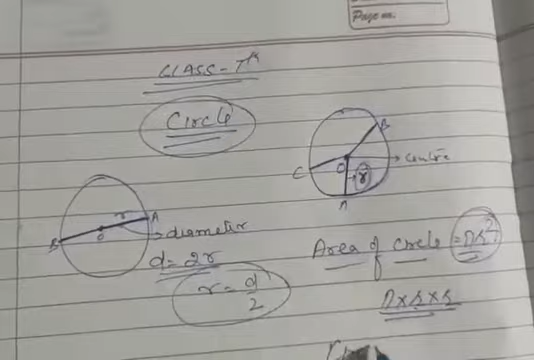 Page no.
CLASS-7th
Circle
B
C
O
r
→ centre
A
r
A
B
O
→ diameter
d = 2r
r = d/2
Area of circle = πr²
π×r×r